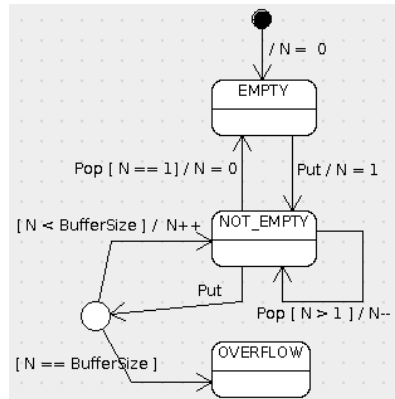 / N = 0
EMPTY
Pop [ N == 1] / N = 0
Put / N = 1
[ N < BufferSize ] / N++
NOT_EMPTY
Put
Pop [ N > 1 ] / N--
[ N == BufferSize ]
OVERFLOW